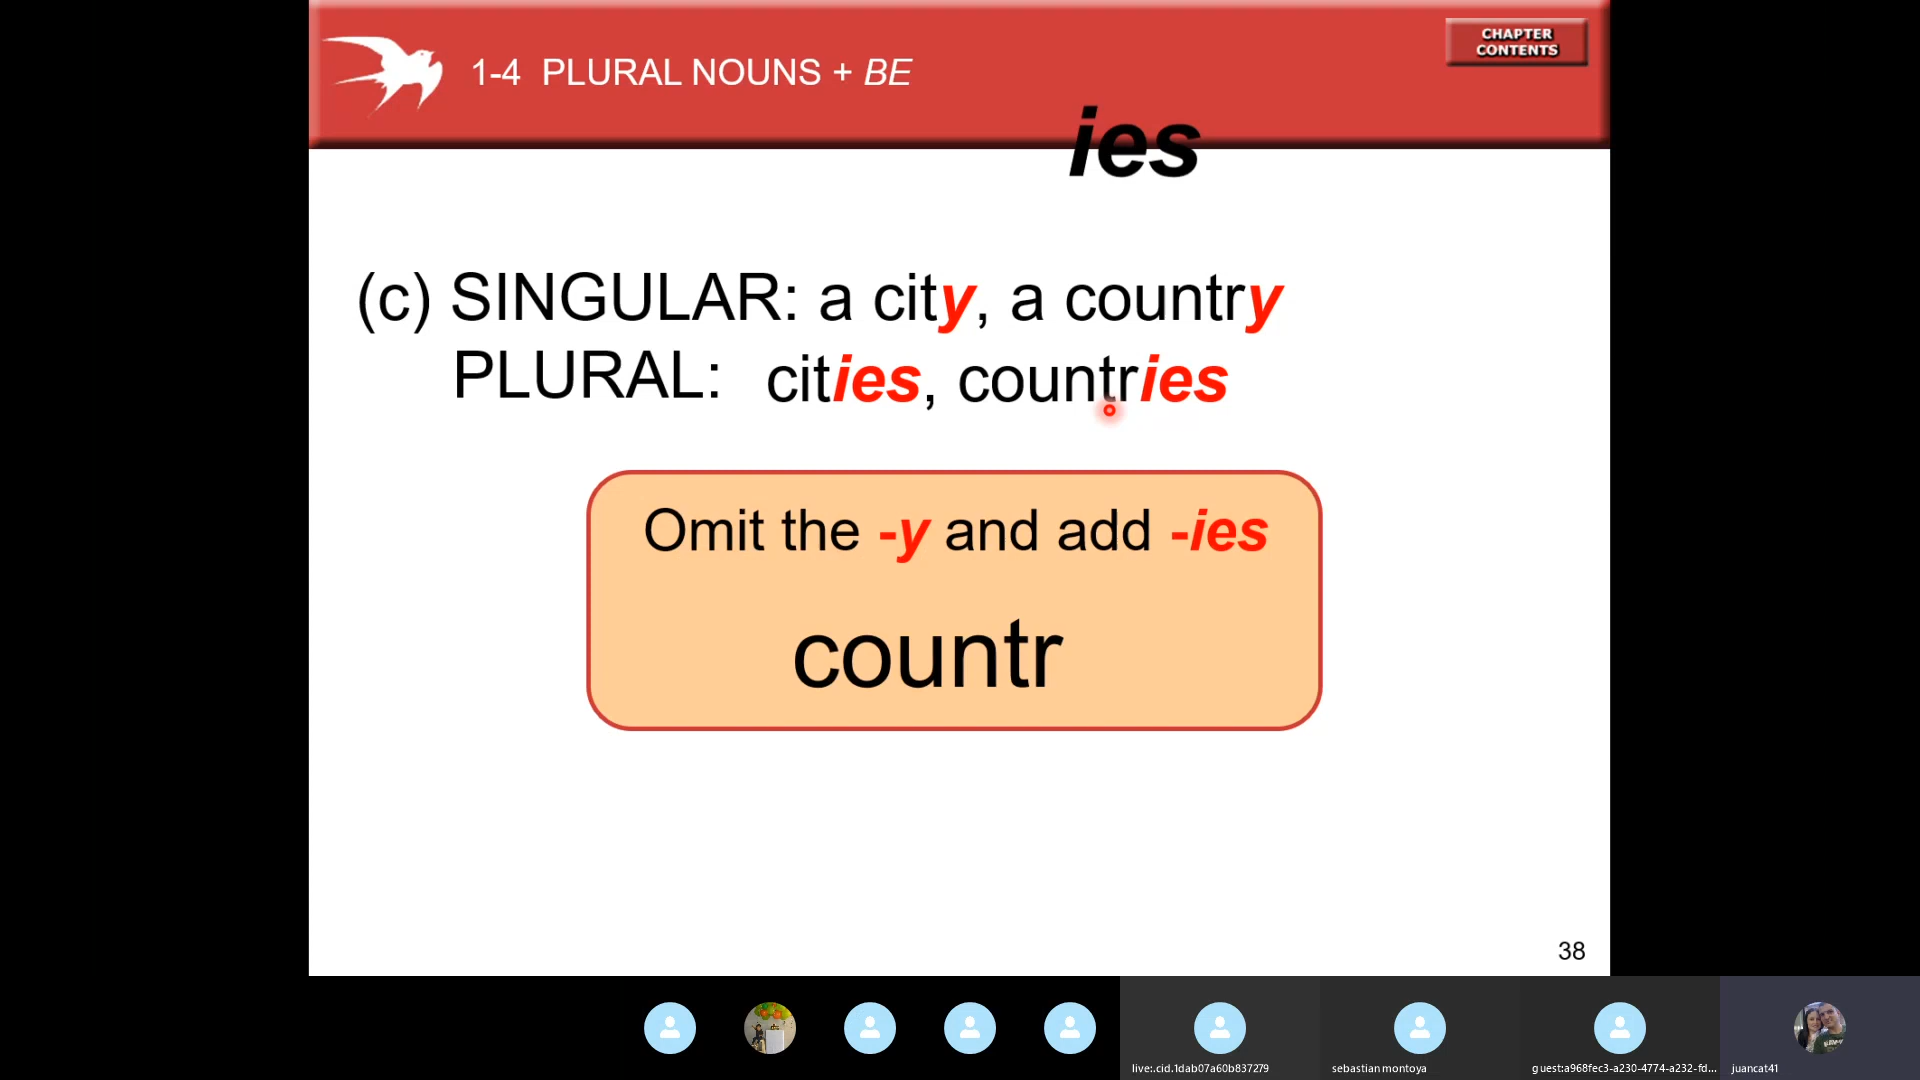 CHAPTER
CONTENTS
1-4 PLURAL NOUNS + BE
ies
(c) SINGULAR: a city, a country
PLURAL: cities, countries
Omit the -y and add -ies
countr
38
live:.cid.1dab07a60b837279
sebastian montoya
guest:a968fec3-a230-4774-a232-fd...
juancat41